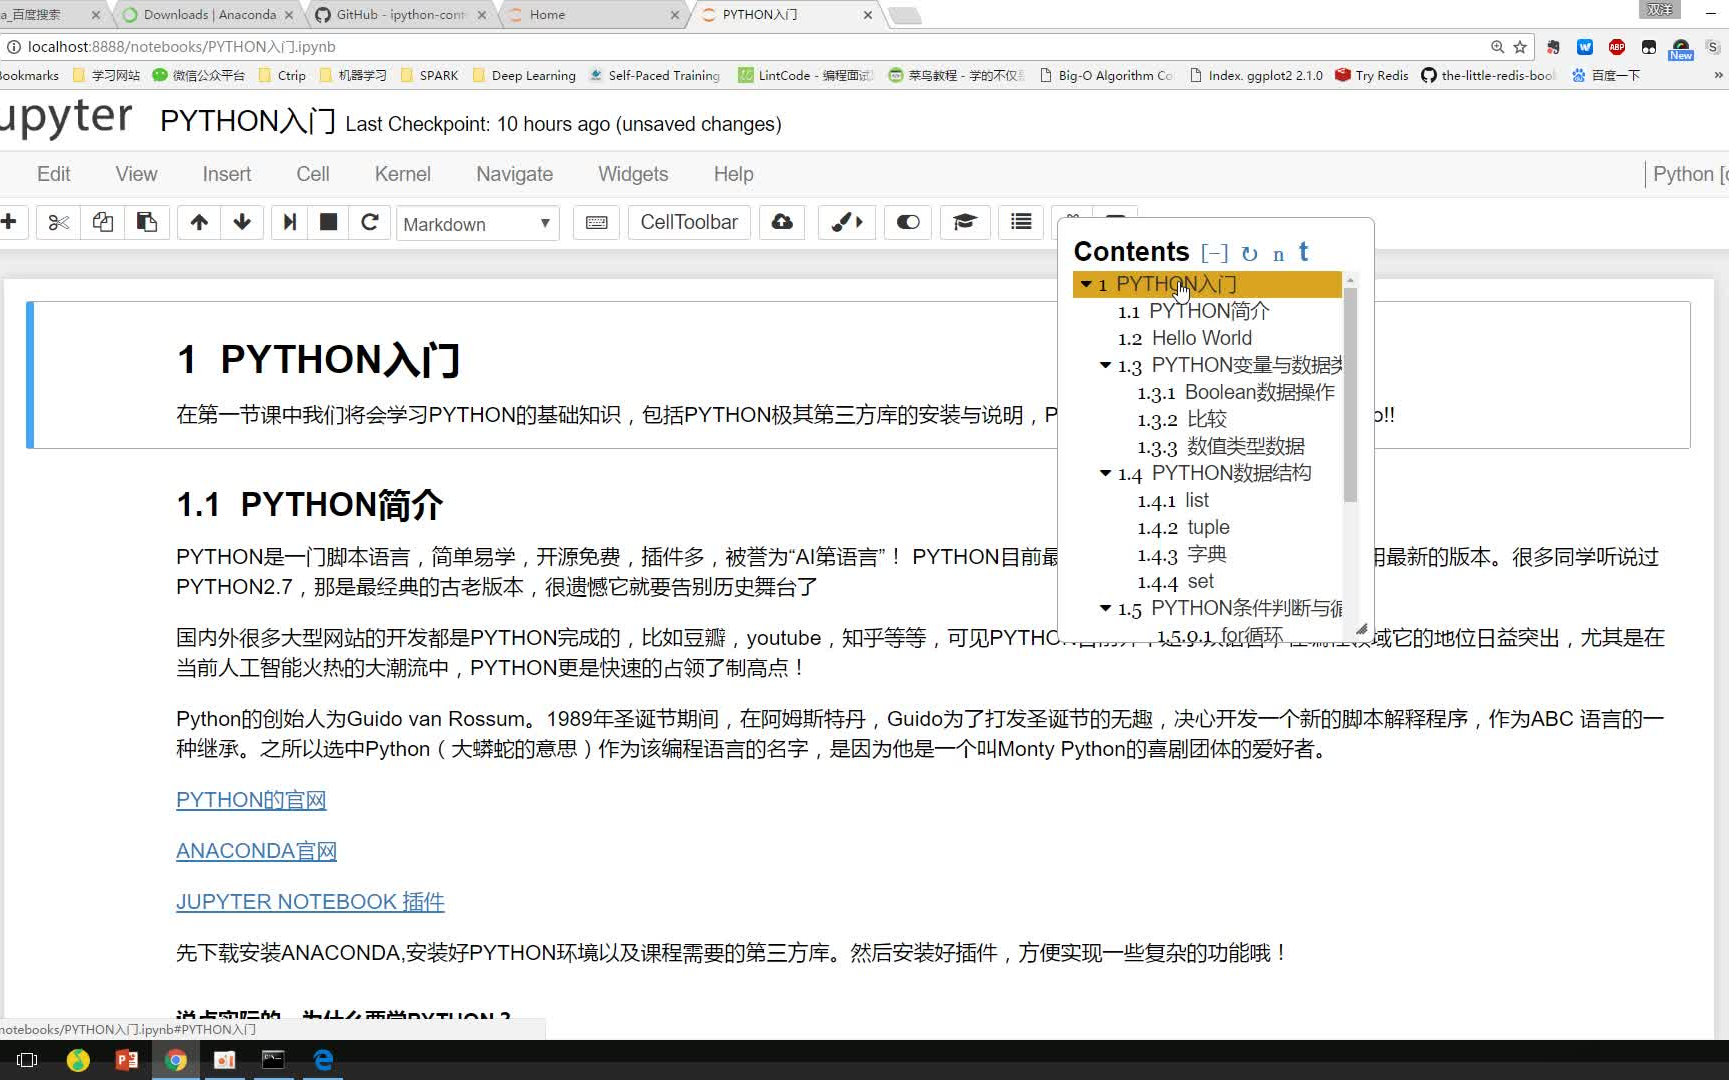 a_百度搜索
Downloads | Anaconda
GitHub - ipython-cont
Home
PYTHON入门
双洋
localhost:8888/notebooks/PYTHON入门.ipynb
ABP
New
Bookmarks 学习网站 微信公众平台 Ctrip 机器学习 SPARK Deep Learning Self-Paced Training LintCode - 编程面试 菜鸟教程 - 学的不仅 Big-O Algorithm Co Index. ggplot2 2.1.0 Try Redis the-little-redis-book 百度一下 »
upyter PYTHON入门 Last Checkpoint: 10 hours ago (unsaved changes)
Edit View Insert Cell Kernel Navigate Widgets Help Python [c
Markdown CellToolbar
Contents [-] ↻ n t
1 PYTHON入门
1.1 PYTHON简介
1.2 Hello World
1.3 PYTHON变量与数据类
1.3.1 Boolean数据操作
1.3.2 比较
1.3.3 数值类型数据
1.4 PYTHON数据结构
1.4.1 list
1.4.2 tuple
1.4.3 字典
1.4.4 set
1.5 PYTHON条件判断与循
1.5.0.1 for循环
1 PYTHON入门
在第一节课中我们将会学习PYTHON的基础知识，包括PYTHON极其第三方库的安装与说明，P o!!
1.1 PYTHON简介
PYTHON是一门脚本语言，简单易学，开源免费，插件多，被誉为“AI第语言”！ PYTHON目前最 用最新的版本。很多同学听说过
PYTHON2.7，那是最经典的古老版本，很遗憾它就要告别历史舞台了
国内外很多大型网站的开发都是PYTHON完成的，比如豆瓣，youtube，知乎等等，可见PYTHON 域它的地位日益突出，尤其是在
当前人工智能火热的大潮流中，PYTHON更是快速的占领了制高点！
Python的创始人为Guido van Rossum。1989年圣诞节期间，在阿姆斯特丹，Guido为了打发圣诞节的无趣，决心开发一个新的脚本解释程序，作为ABC 语言的一
种继承。之所以选中Python（大蟒蛇的意思）作为该编程语言的名字，是因为他是一个叫Monty Python的喜剧团体的爱好者。
PYTHON的官网
ANACONDA官网
JUPYTER NOTEBOOK 插件
先下载安装ANACONDA,安装好PYTHON环境以及课程需要的第三方库。然后安装好插件，方便实现一些复杂的功能哦！
说点实际的，为什么要学PYTHON？
notebooks/PYTHON入门.ipynb#PYTHON入门